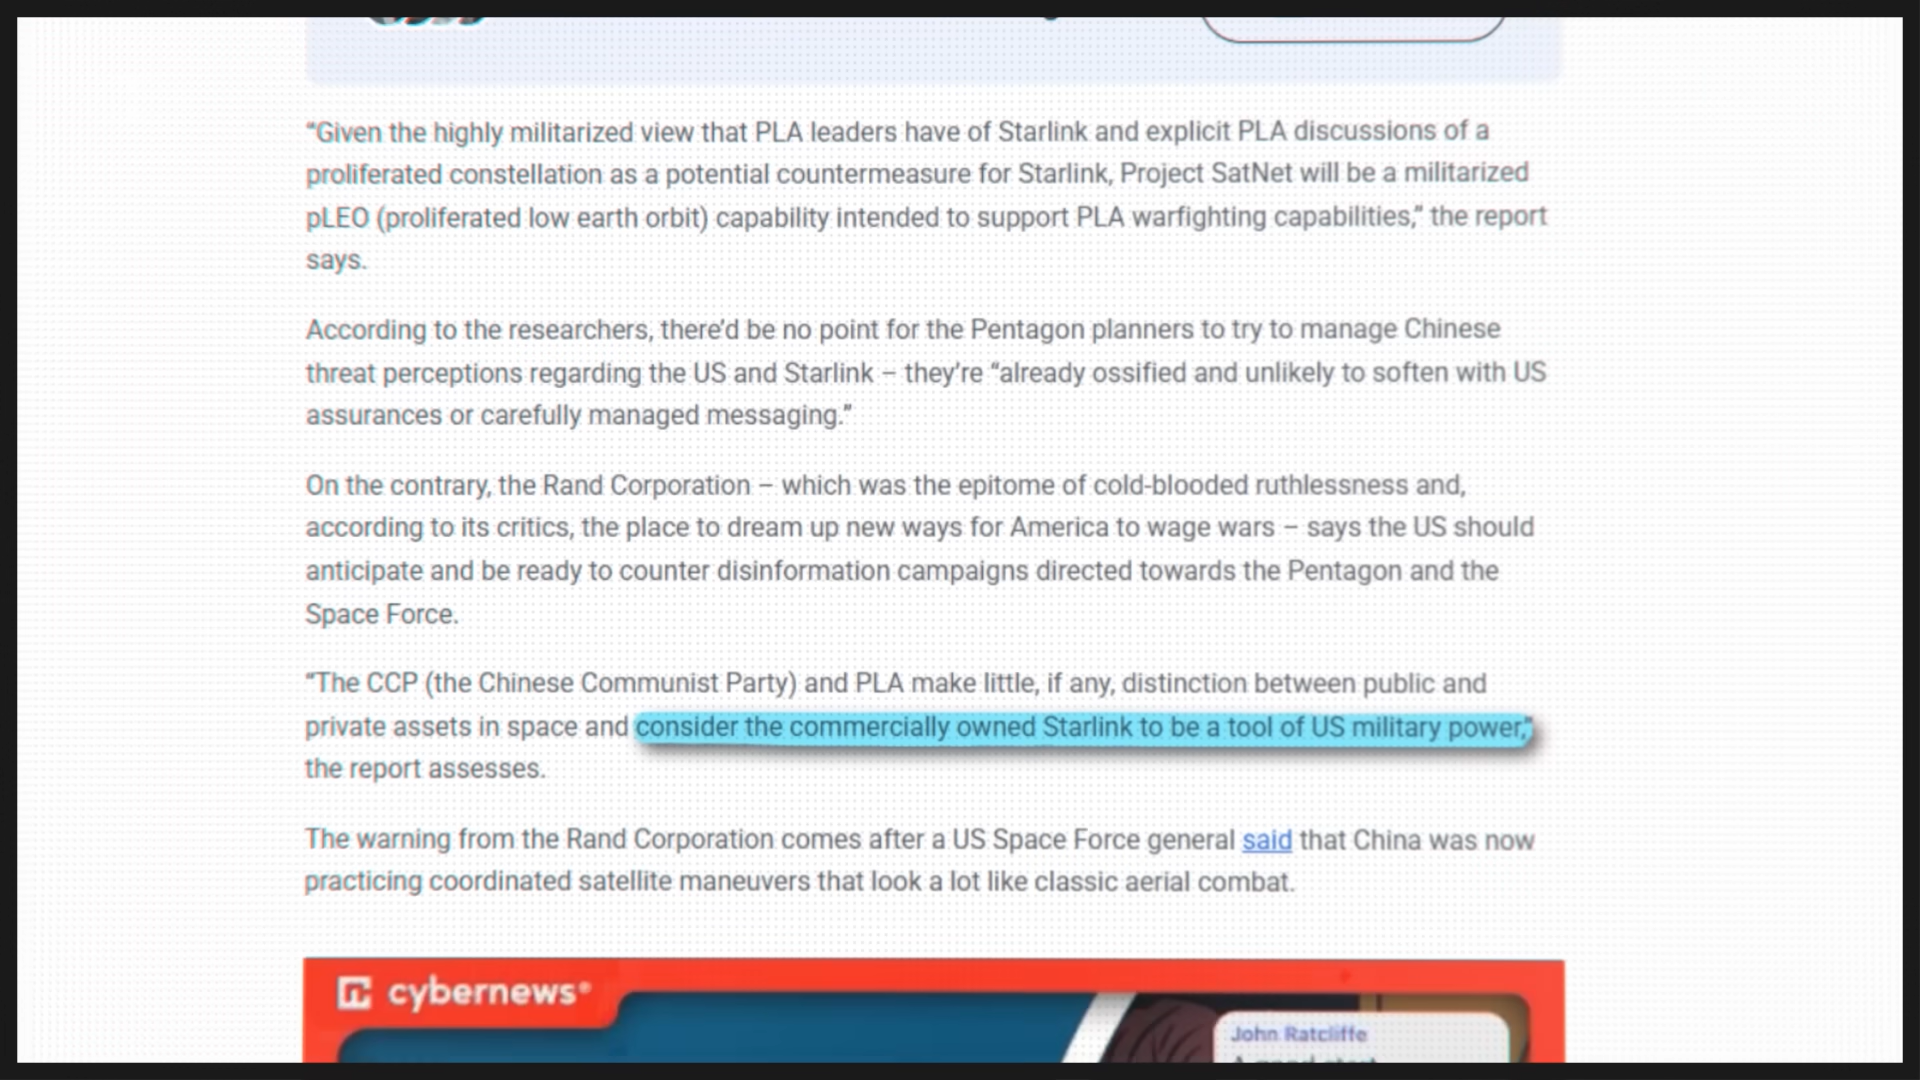 “Given the highly militarized view that PLA leaders have of Starlink and explicit PLA discussions of a
proliferated constellation as a potential countermeasure for Starlink, Project SatNet will be a militarized
pLEO (proliferated low earth orbit) capability intended to support PLA warfighting capabilities,” the report
says.
According to the researchers, there’d be no point for the Pentagon planners to try to manage Chinese
threat perceptions regarding the US and Starlink – they’re “already ossified and unlikely to soften with US
assurances or carefully managed messaging.”
On the contrary, the Rand Corporation – which was the epitome of cold-blooded ruthlessness and,
according to its critics, the place to dream up new ways for America to wage wars – says the US should
anticipate and be ready to counter disinformation campaigns directed towards the Pentagon and the
Space Force.
“The CCP (the Chinese Communist Party) and PLA make little, if any, distinction between public and
private assets in space and consider the commercially owned Starlink to be a tool of US military power,”
the report assesses.
The warning from the Rand Corporation comes after a US Space Force general said that China was now
practicing coordinated satellite maneuvers that look a lot like classic aerial combat.
cybernews®
John Ratcliffe